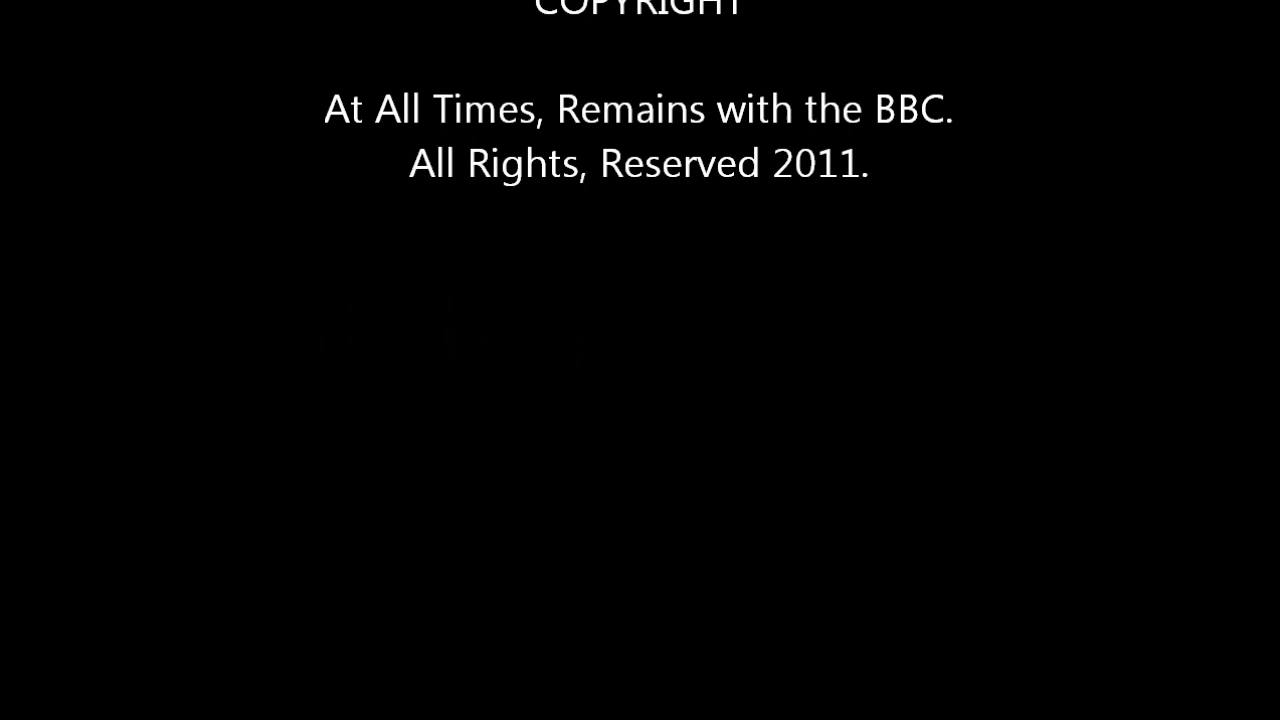 COPYRIGHT
At All Times, Remains with the BBC.
All Rights, Reserved 2011.